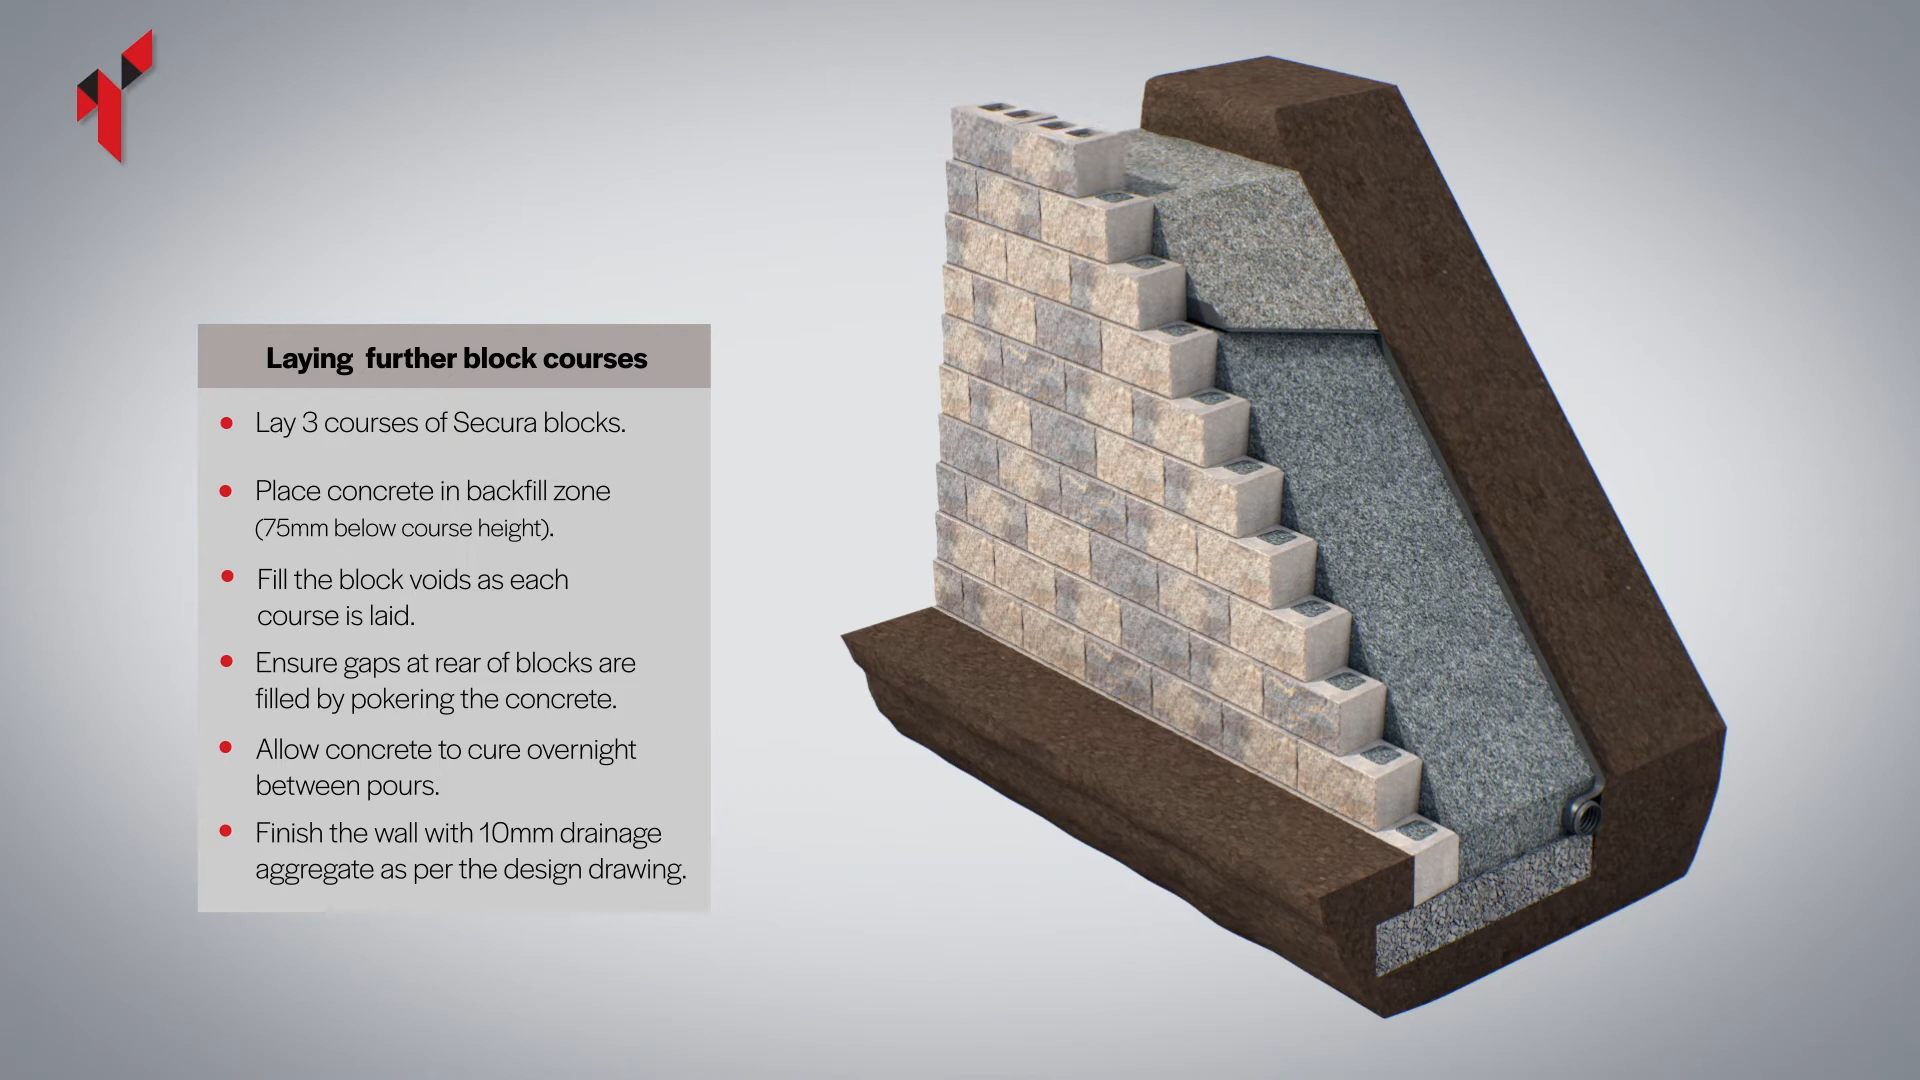 Laying further block courses
Lay 3 courses of Secura blocks.
Place concrete in backfill zone
(75mm below course height).
Fill the block voids as each
course is laid.
Ensure gaps at rear of blocks are
filled by pokering the concrete.
Allow concrete to cure overnight
between pours.
Finish the wall with 10mm drainage
aggregate as per the design drawing.